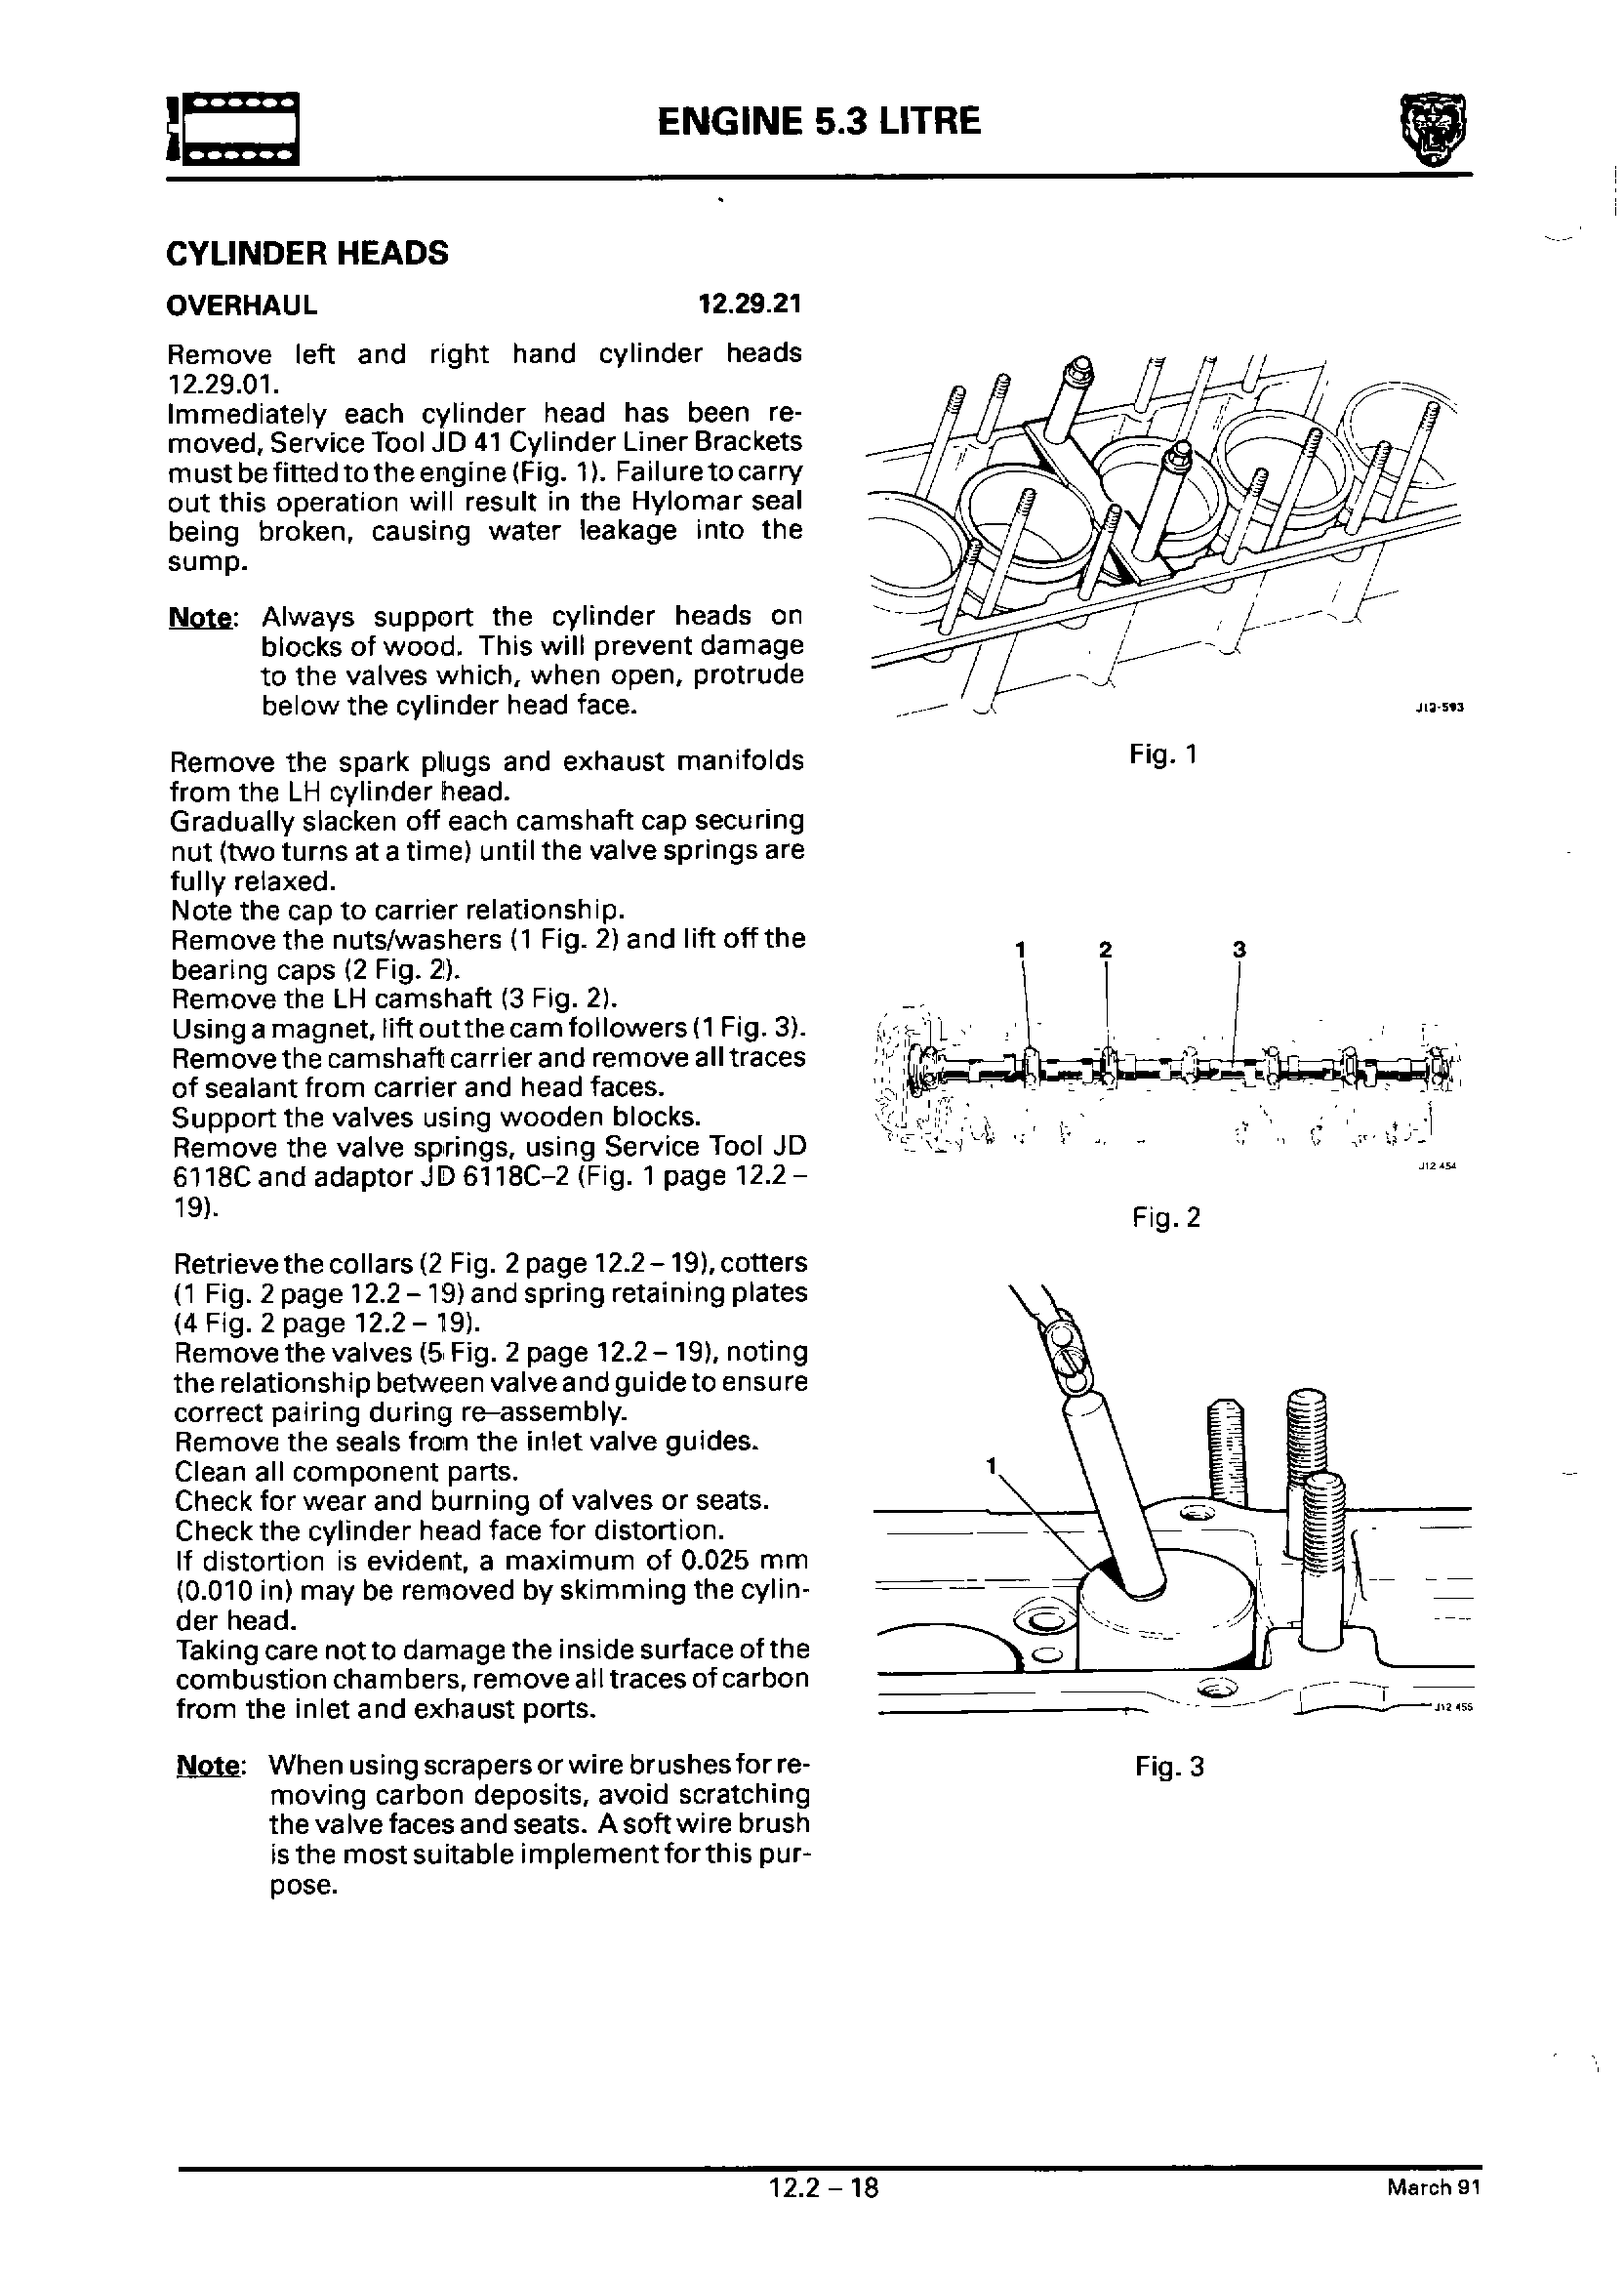 ENGINE 5.3 LITRE
CYLINDER HEADS
OVERHAUL 12.29.21
Remove left and right hand cylinder heads
12.29.01.
Immediately each cylinder head has been re-
moved, Service Tool JD 41 Cylinder Liner Brackets
must be fitted to the engine (Fig. 1). Failure to carry
out this operation will result in the Hylomar seal
being broken, causing water leakage into the
sump.
Note: Always support the cylinder heads on
blocks of wood. This will prevent damage
to the valves which, when open, protrude
below the cylinder head face.
Remove the spark plugs and exhaust manifolds
from the LH cylinder head.
Gradually slacken off each camshaft cap securing
nut (two turns at a time) until the valve springs are
fully relaxed.
Note the cap to carrier relationship.
Remove the nuts/washers (1 Fig. 2) and lift off the
bearing caps (2 Fig. 2).
Remove the LH camshaft (3 Fig. 2).
Using a magnet, lift out the cam followers (1 Fig. 3).
Remove the camshaft carrier and remove all traces
of sealant from carrier and head faces.
Support the valves using wooden blocks.
Remove the valve springs, using Service Tool JD
6118C and adaptor JD 6118C–2 (Fig. 1 page 12.2 –
19).
Retrieve the collars (2 Fig. 2 page 12.2 – 19), cotters
(1 Fig. 2 page 12.2 – 19) and spring retaining plates
(4 Fig. 2 page 12.2 – 19).
Remove the valves (5 Fig. 2 page 12.2 – 19), noting
the relationship between valve and guide to ensure
correct pairing during re–assembly.
Remove the seals from the inlet valve guides.
Clean all component parts.
Check for wear and burning of valves or seats.
Check the cylinder head face for distortion.
If distortion is evident, a maximum of 0.025 mm
(0.010 in) may be removed by skimming the cylin-
der head.
Taking care not to damage the inside surface of the
combustion chambers, remove all traces of carbon
from the inlet and exhaust ports.
Note: When using scrapers or wire brushes for re-
moving carbon deposits, avoid scratching
the valve faces and seats. A soft wire brush
is the most suitable implement for this pur-
pose.
J12-593
Fig. 1
1 2 3
J12 454
Fig. 2
1
J12 455
Fig. 3
12.2 – 18
March 91